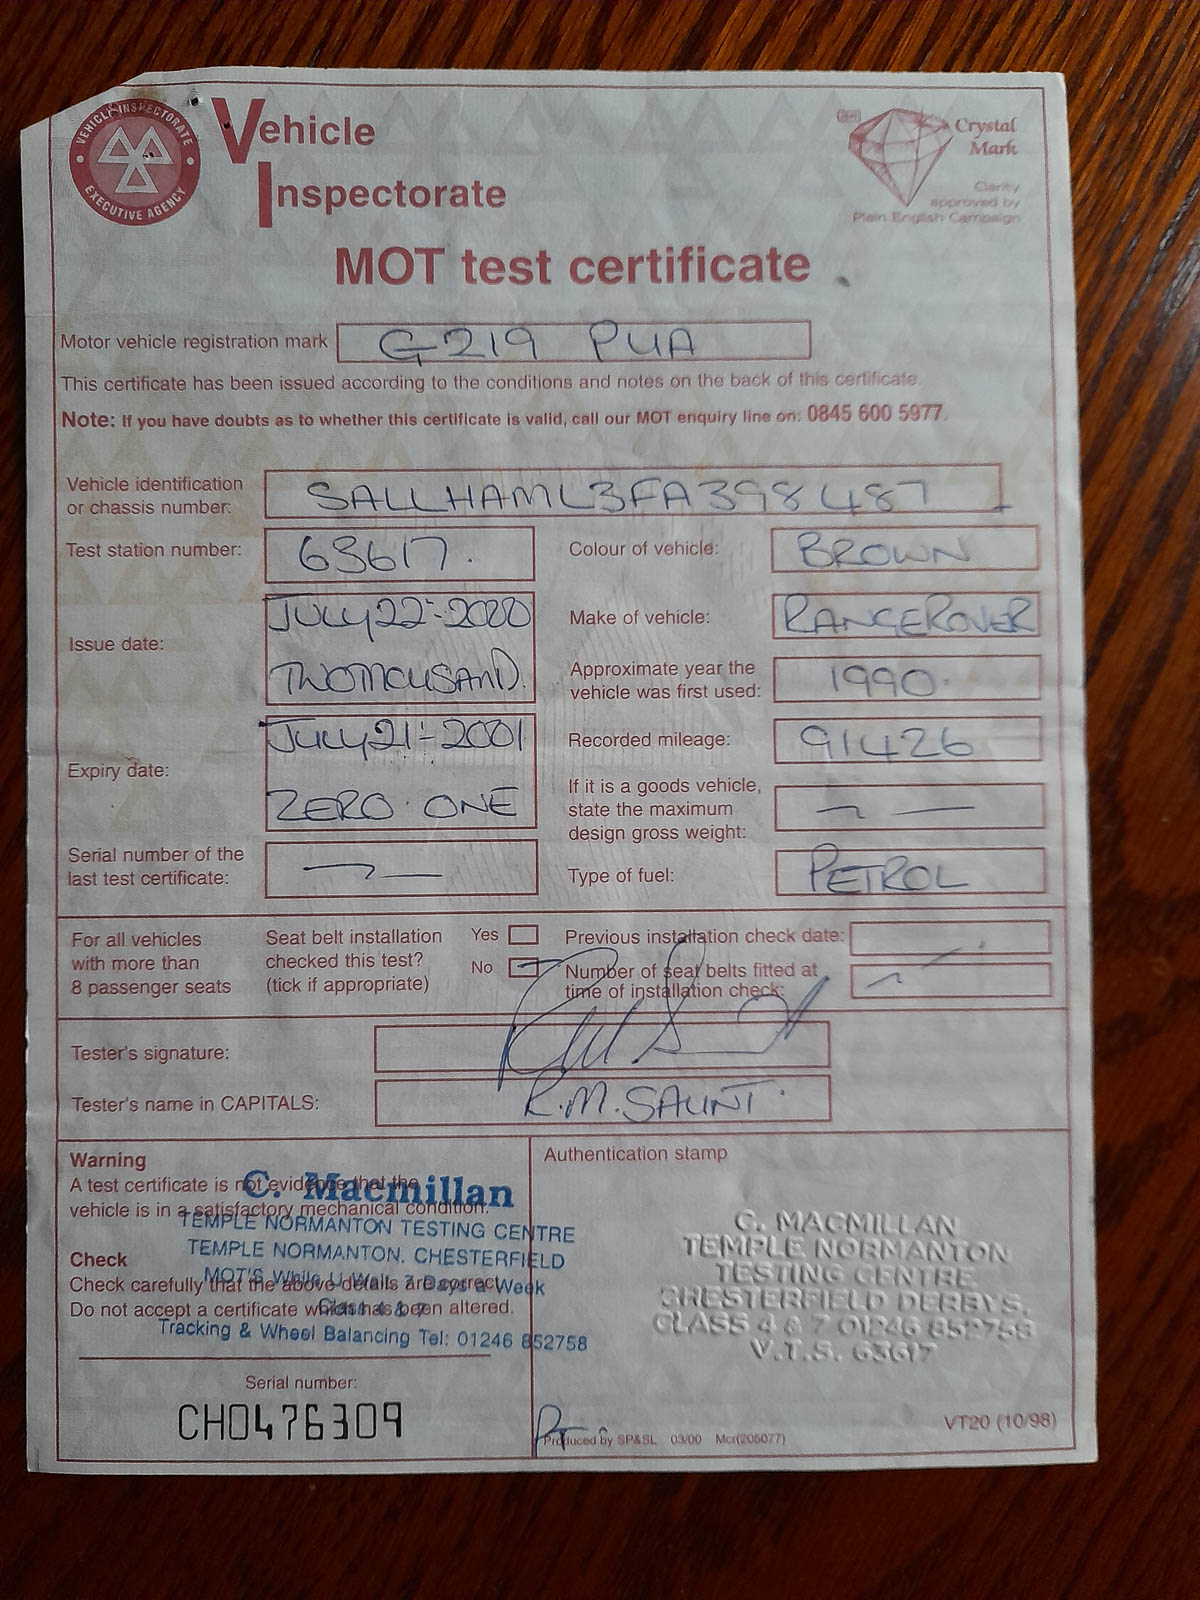 VEHICLE INSPECTORATE
EXECUTIVE AGENCY
Vehicle
Inspectorate
Crystal
Mark
Clarity
approved by
Plain English Campaign
MOT test certificate
Motor vehicle registration mark G219 PUA
This certificate has been issued according to the conditions and notes on the back of this certificate.
Note: If you have doubts as to whether this certificate is valid, call our MOT enquiry line on: 0845 600 5977.
Vehicle identification
or chassis number: SALLHAML3FA398487
Test station number: 63617.
Colour of vehicle: BROWN
Issue date: JULY 22-2000
TWOTHOUSAND.
Make of vehicle: RANGEROVER
Approximate year the
vehicle was first used: 1990.
Expiry date: JULY 21-2001
ZERO. ONE
Recorded mileage: 91426
If it is a goods vehicle,
state the maximum
design gross weight:
Serial number of the
last test certificate:
Type of fuel: PETROL
For all vehicles
with more than
8 passenger seats
Seat belt installation
checked this test?
(tick if appropriate)
Yes
No
Previous installation check date:
Number of seat belts fitted at
time of installation check:
Tester's signature:
Tester's name in CAPITALS: R.M. SAUNT.
Warning
A test certificate is not evidence that the
vehicle is in a satisfactory mechanical condition.
Check
Check carefully that the above details are correct.
Do not accept a certificate which has been altered.
C. Macmillan
TEMPLE NORMANTON TESTING CENTRE
TEMPLE NORMANTON. CHESTERFIELD
MOT'S While U Wait 7 Days a Week
Class 4 & 7
Tracking & Wheel Balancing Tel: 01246 852758
Serial number:
CH0476309
Authentication stamp
C. MACMILLAN
TEMPLE NORMANTON
TESTING CENTRE
CHESTERFIELD DERBYS.
CLASS 4 & 7 01246 852758
V.T.S. 63617
Produced by SP&SL 03/00 Mcr(205077)
VT20 (10/98)